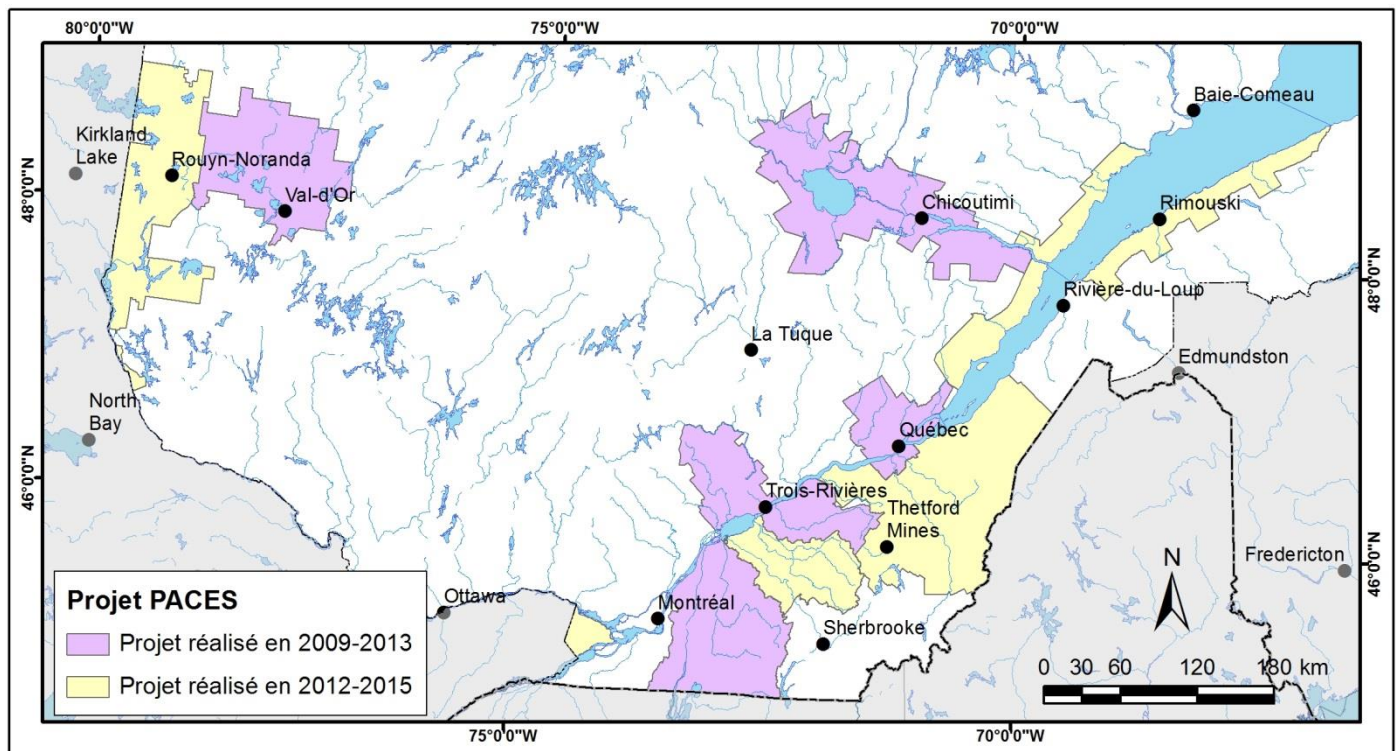 80°0'0"W
75°0'0"W
70°0'0"W
Baie-Comeau
Kirkland
Lake
Rouyn-Noranda
Val-d'Or
48°0'0"N
Chicoutimi
Rimouski
Rivière-du-Loup
48°0'0"N
La Tuque
Edmundston
North
Bay
Québec
46°0'0"N
Trois-Rivières
Thetford
Mines
N
Fredericton
46°0'0"N
Projet PACES
Projet réalisé en 2009-2013
Projet réalisé en 2012-2015
Ottawa
Montréal
Sherbrooke
0 30 60 120 180 km
75°0'0"W
70°0'0"W